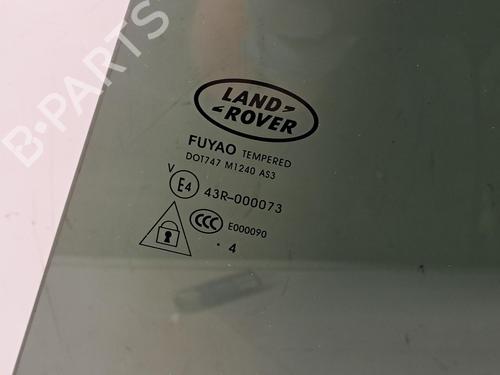 B-PARTS
LAND
ROVER
FUYAO TEMPERED
DOT747 M1240 AS3
V
E4 43R-000073
CCC E000090
· 4